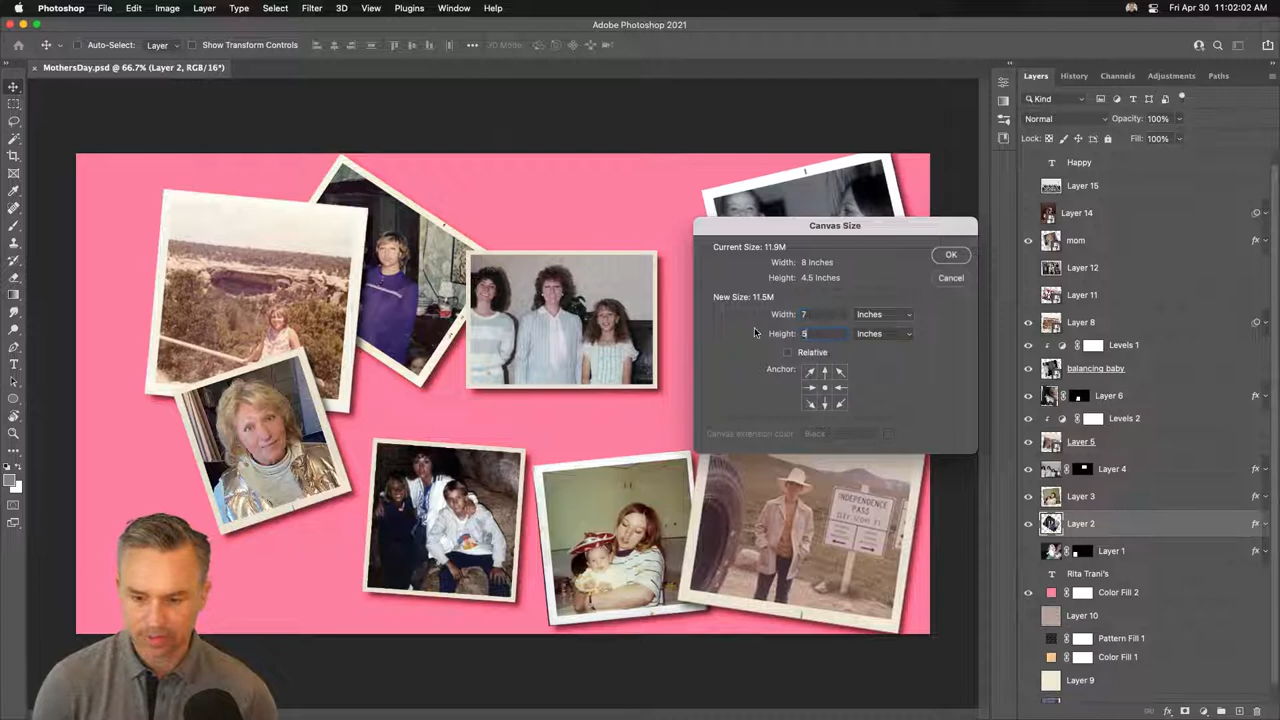 Photoshop File Edit Image Layer Type Select Filter 3D View Plugins Window Help Fri Apr 30 11:02:02 AM
Adobe Photoshop 2021
Auto-Select: Layer Show Transform Controls 3D Mode:
MothersDay.psd @ 66.7% (Layer 2, RGB/16*)
Layers History Channels Adjustments Paths
Kind
Normal Opacity: 100%
Lock: Fill: 100%
Happy
Layer 15
Layer 14
mom
Layer 12
Layer 11
Layer 8
Levels 1
balancing baby
Layer 6
Levels 2
Layer 5
Layer 4
Layer 3
Layer 2
Layer 1
Rita Trani's
Color Fill 2
Layer 10
Pattern Fill 1
Color Fill 1
Layer 9
Canvas Size
Current Size: 11.9M
Width: 8 Inches
Height: 4.5 Inches
OK
Cancel
New Size: 11.5M
Width: 7 Inches
Height: 5 Inches
Relative
Anchor:
Canvas extension color Black
INDEPENDENCE
PASS